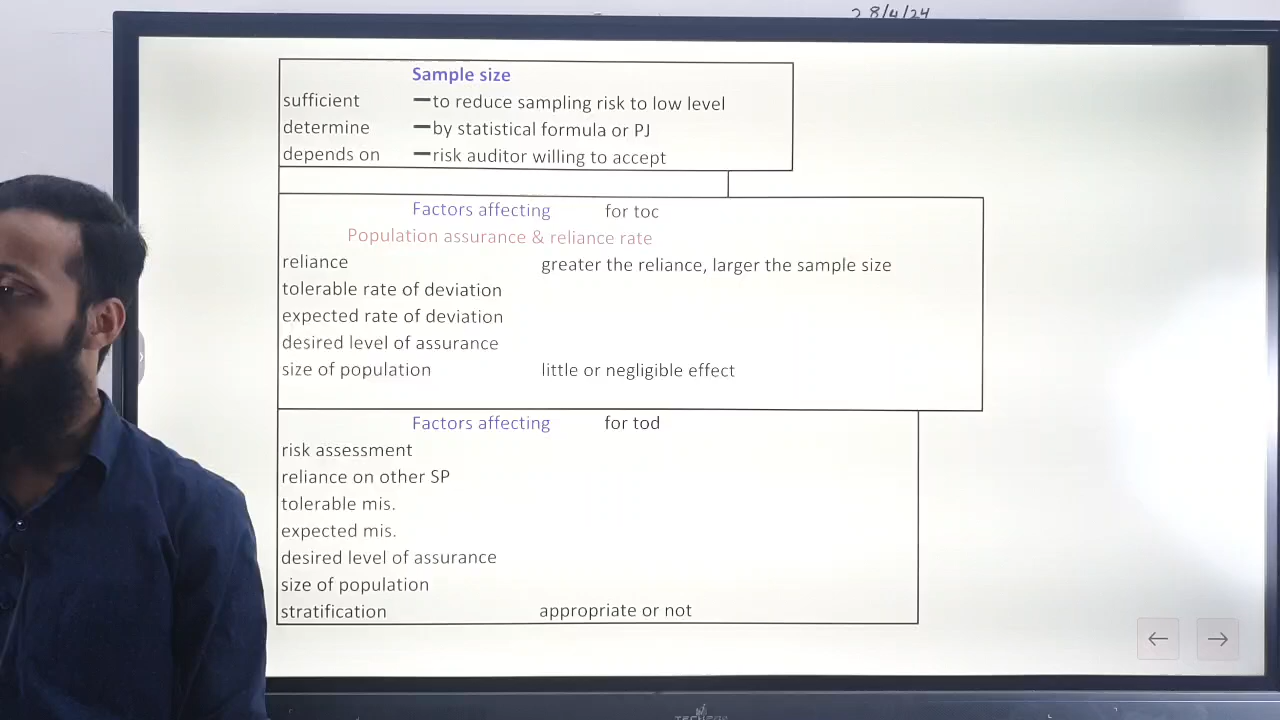 28/4/24
Sample size
sufficient — to reduce sampling risk to low level
determine — by statistical formula or PJ
depends on — risk auditor willing to accept
Factors affecting for toc
Population assurance & reliance rate
reliance greater the reliance, larger the sample size
tolerable rate of deviation
expected rate of deviation
desired level of assurance
size of population little or negligible effect
Factors affecting for tod
risk assessment
reliance on other SP
tolerable mis.
expected mis.
desired level of assurance
size of population
stratification appropriate or not